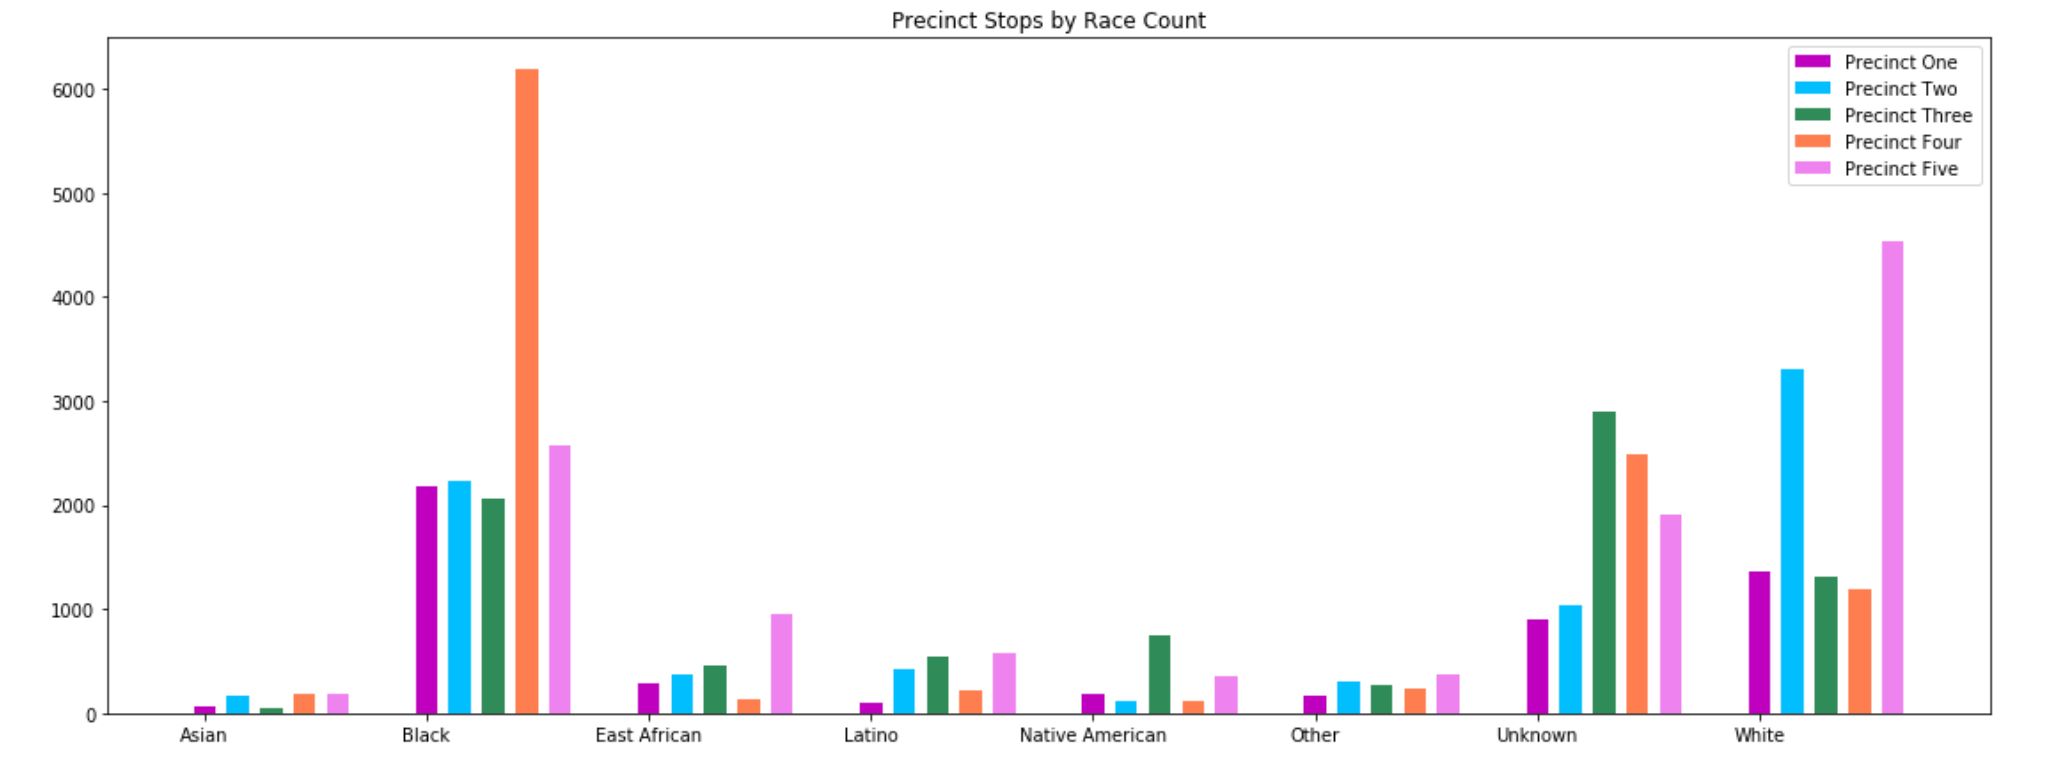 Precinct Stops by Race Count
Precinct One
Precinct Two
Precinct Three
Precinct Four
Precinct Five
6000
5000
4000
3000
2000
1000
0
Asian Black East African Latino Native American Other Unknown White